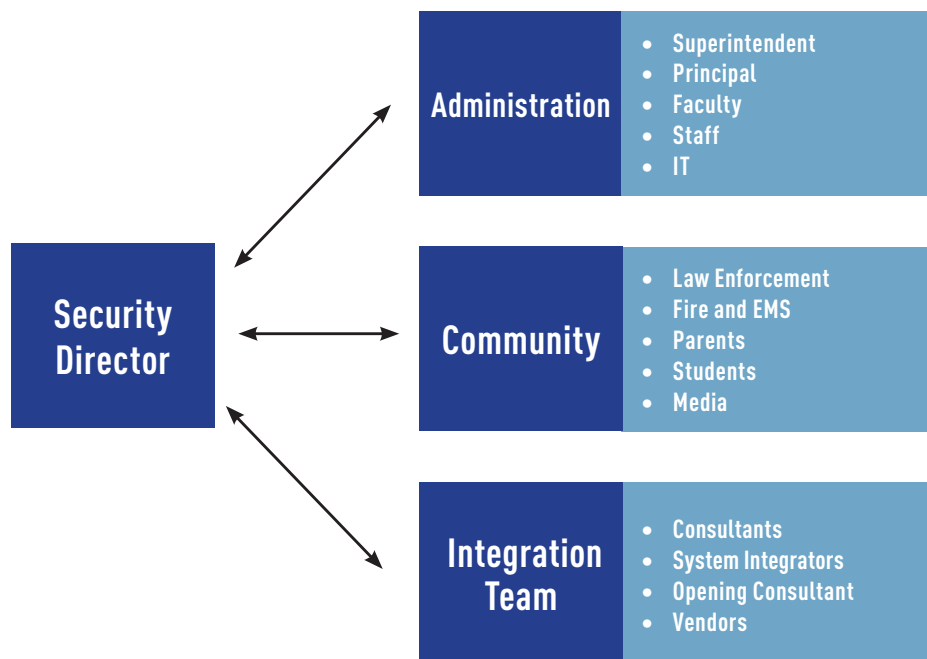 Security
Director
Administration
• Superintendent
• Principal
• Faculty
• Staff
• IT
Community
• Law Enforcement
• Fire and EMS
• Parents
• Students
• Media
Integration
Team
• Consultants
• System Integrators
• Opening Consultant
• Vendors